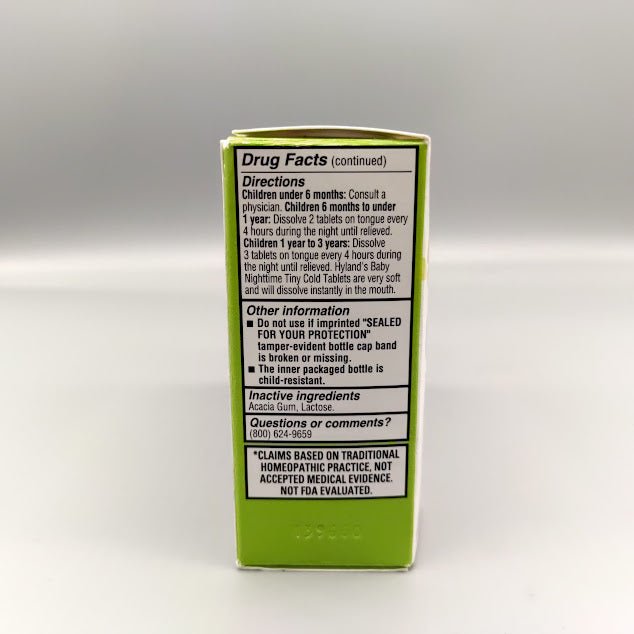 Drug Facts (continued)
Directions
Children under 6 months: Consult a
physician. Children 6 months to under
1 year: Dissolve 2 tablets on tongue every
4 hours during the night until relieved.
Children 1 year to 3 years: Dissolve
3 tablets on tongue every 4 hours during
the night until relieved. Hyland's Baby
Nighttime Tiny Cold Tablets are very soft
and will dissolve instantly in the mouth.
Other information
■ Do not use if imprinted "SEALED
FOR YOUR PROTECTION"
tamper-evident bottle cap band
is broken or missing.
■ The inner packaged bottle is
child-resistant.
Inactive ingredients
Acacia Gum, Lactose.
Questions or comments?
(800) 624-9659
*CLAIMS BASED ON TRADITIONAL
HOMEOPATHIC PRACTICE, NOT
ACCEPTED MEDICAL EVIDENCE.
NOT FDA EVALUATED.